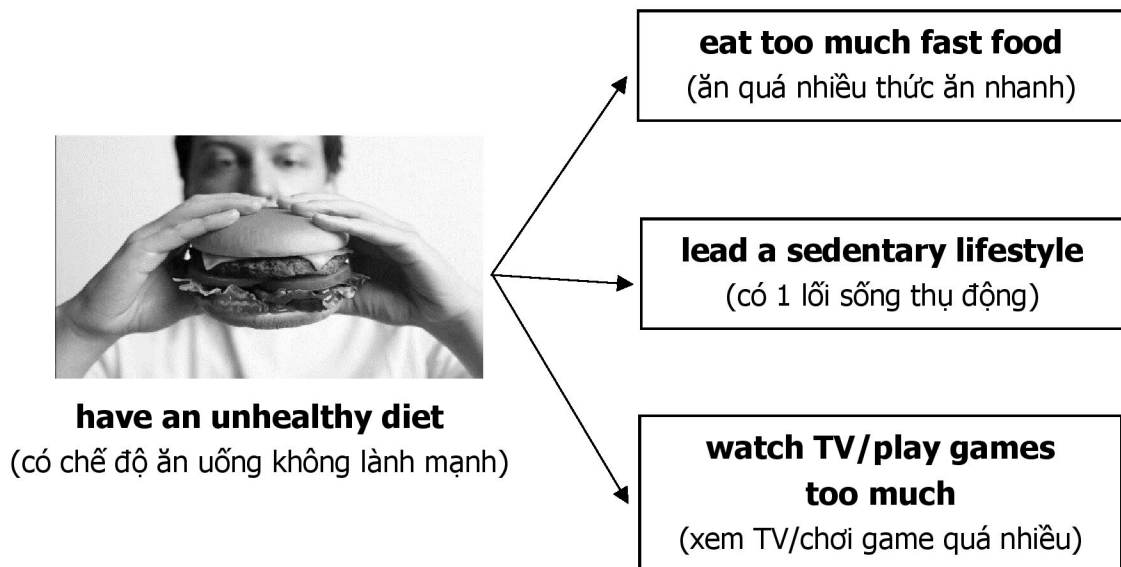 have an unhealthy diet
(có chế độ ăn uống không lành mạnh)
eat too much fast food
(ăn quá nhiều thức ăn nhanh)
lead a sedentary lifestyle
(có 1 lối sống thụ động)
watch TV/play games
too much
(xem TV/chơi game quá nhiều)